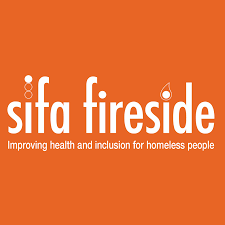 sifa fireside
Improving health and inclusion for homeless people